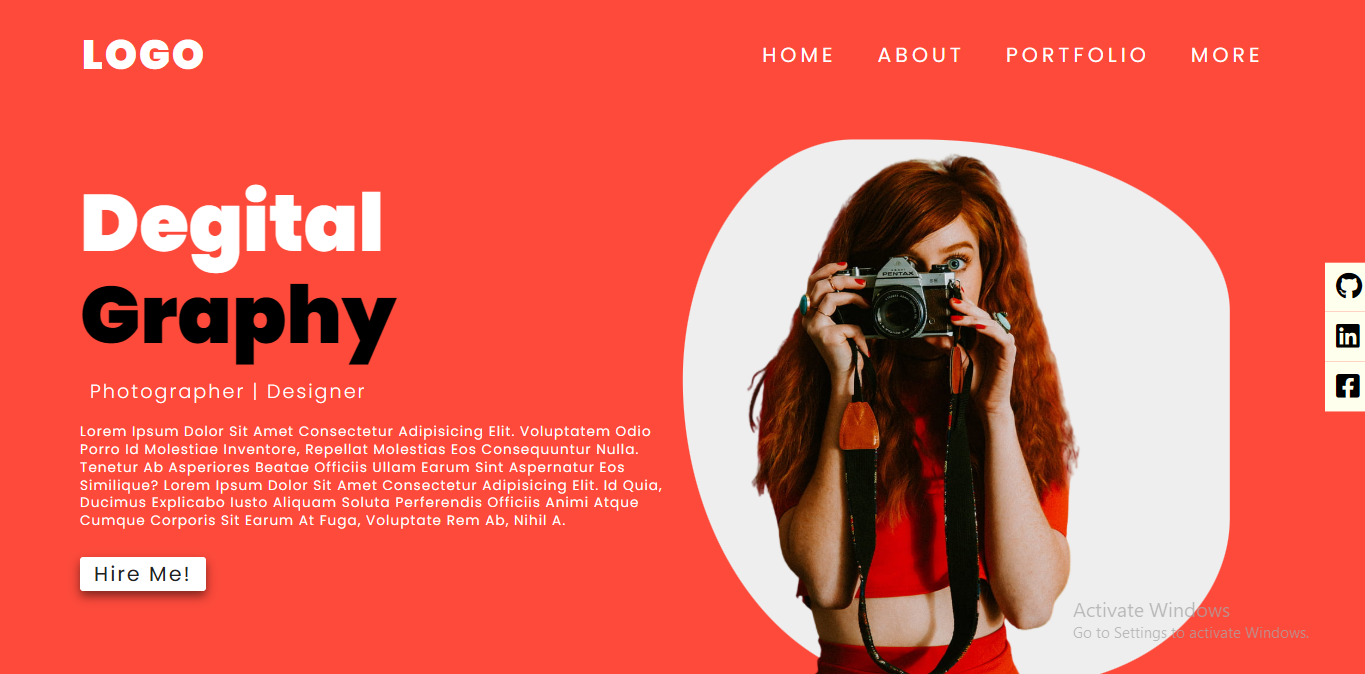 LOGO
HOME ABOUT PORTFOLIO MORE
Degital
Graphy
Photographer | Designer
Lorem Ipsum Dolor Sit Amet Consectetur Adipisicing Elit. Voluptatem Odio
Porro Id Molestiae Inventore, Repellat Molestias Eos Consequuntur Nulla.
Tenetur Ab Asperiores Beatae Officiis Ullam Earum Sint Aspernatur Eos
Similique? Lorem Ipsum Dolor Sit Amet Consectetur Adipisicing Elit. Id Quia,
Ducimus Explicabo Iusto Aliquam Soluta Perferendis Officiis Animi Atque
Cumque Corporis Sit Earum At Fuga, Voluptate Rem Ab, Nihil A.
Hire Me!
PENTAX
in
Activate Windows
Go to Settings to activate Windows.